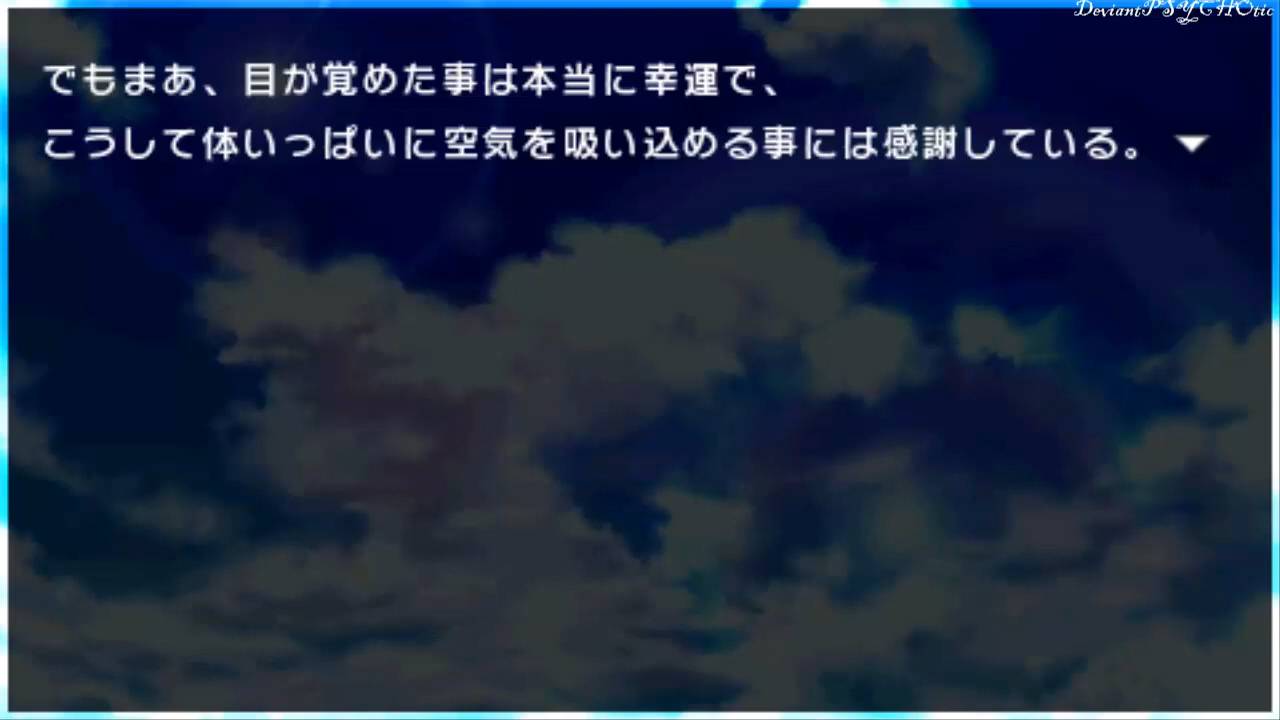 DeviantPSYCHOtic
でもまあ、目が覚めた事は本当に幸運で、
こうして体いっぱいに空気を吸い込める事には感謝している。